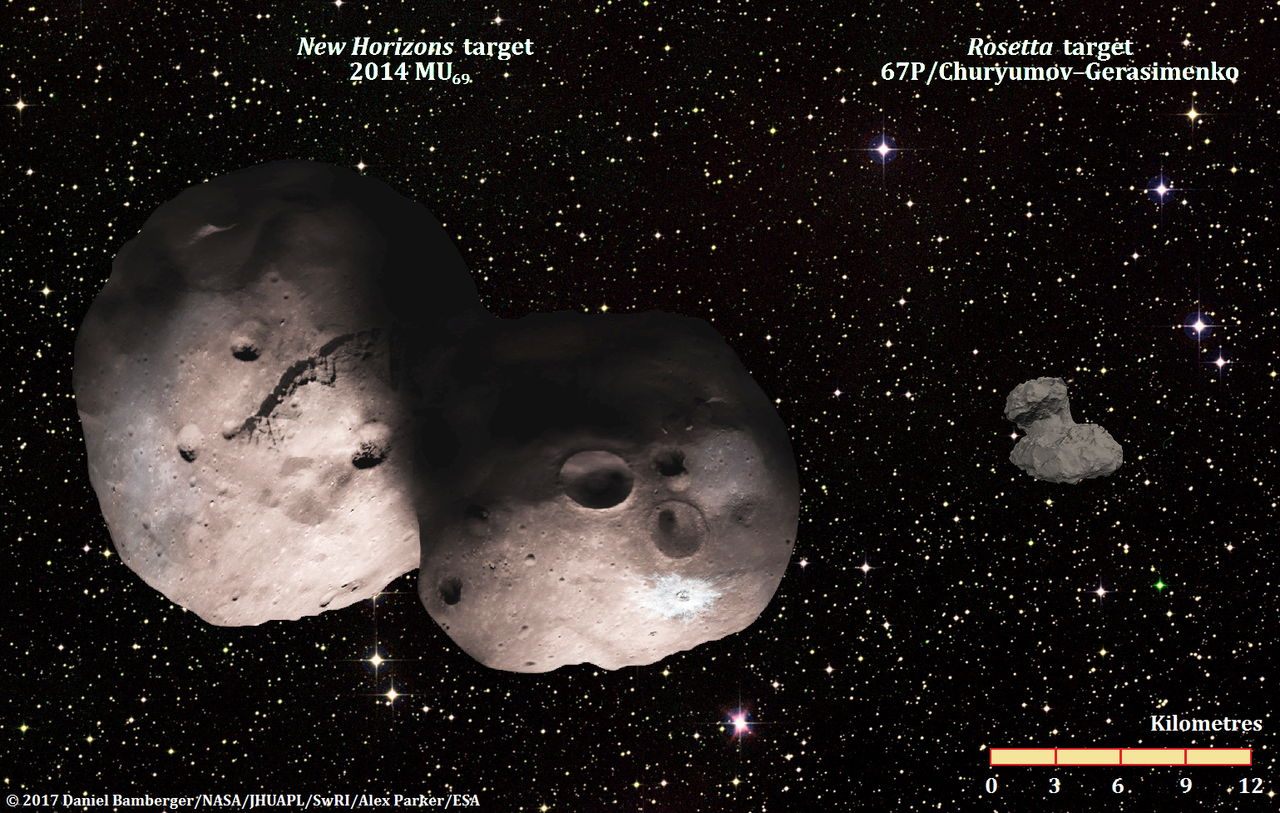 New Horizons target
2014 MU₆₉
Rosetta target
67P/Churyumov–Gerasimenko
Kilometres
0 3 6 9 12
© 2017 Daniel Bamberger/NASA/JHUAPL/SwRI/Alex Parker/ESA